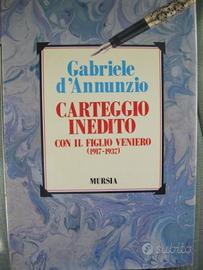 Gabriele
d'Annunzio
CARTEGGIO
INEDITO
CON IL FIGLIO VENIERO
(1917-1937)
MURSIA
subito